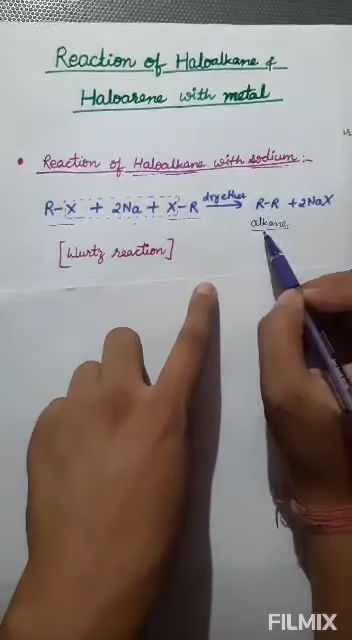 Reaction of Haloalkane &
Haloarene with metal
• Reaction of Haloalkane with sodium:-
R-X + 2Na + X-R dry ether → R-R + 2NaX
alkane
[Wurtz reaction]
FILMIX